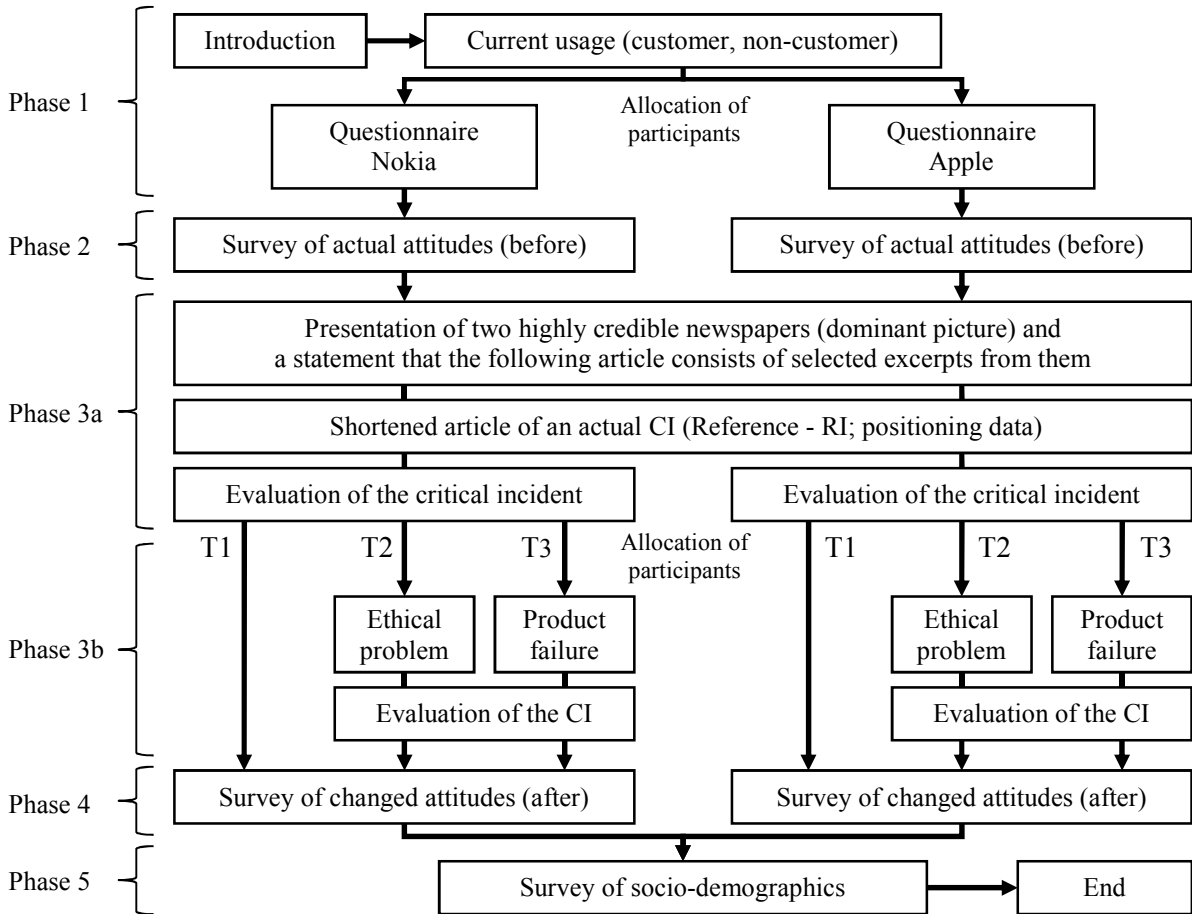 Introduction
Current usage (customer, non-customer)
Phase 1
Allocation of
participants
Questionnaire
Nokia
Questionnaire
Apple
Phase 2
Survey of actual attitudes (before)
Survey of actual attitudes (before)
Presentation of two highly credible newspapers (dominant picture) and
a statement that the following article consists of selected excerpts from them
Phase 3a
Shortened article of an actual CI (Reference - RI; positioning data)
Evaluation of the critical incident
Evaluation of the critical incident
T1
T2
T3
Allocation of
participants
T1
T2
T3
Phase 3b
Ethical
problem
Product
failure
Ethical
problem
Product
failure
Evaluation of the CI
Evaluation of the CI
Phase 4
Survey of changed attitudes (after)
Survey of changed attitudes (after)
Phase 5
Survey of socio-demographics
End